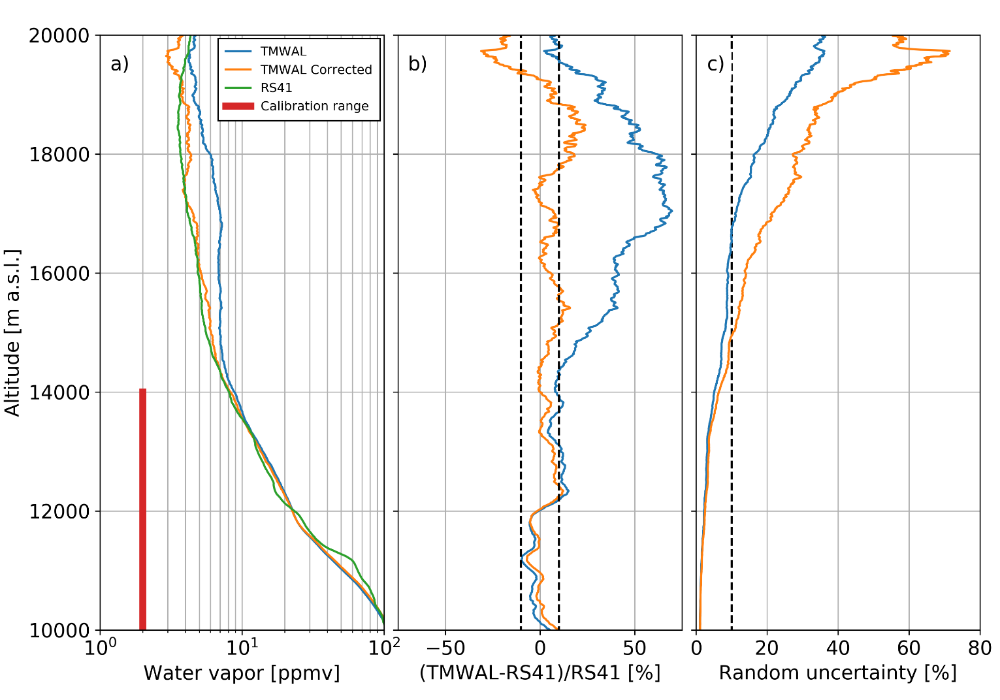 20000
18000
16000
14000
12000
10000
Altitude [m a.s.l.]
a)
TMWAL
TMWAL Corrected
RS41
Calibration range
10⁰
10¹
10²
Water vapor [ppmv]
b)
−50
0
50
(TMWAL-RS41)/RS41 [%]
c)
0
20
40
60
80
Random uncertainty [%]